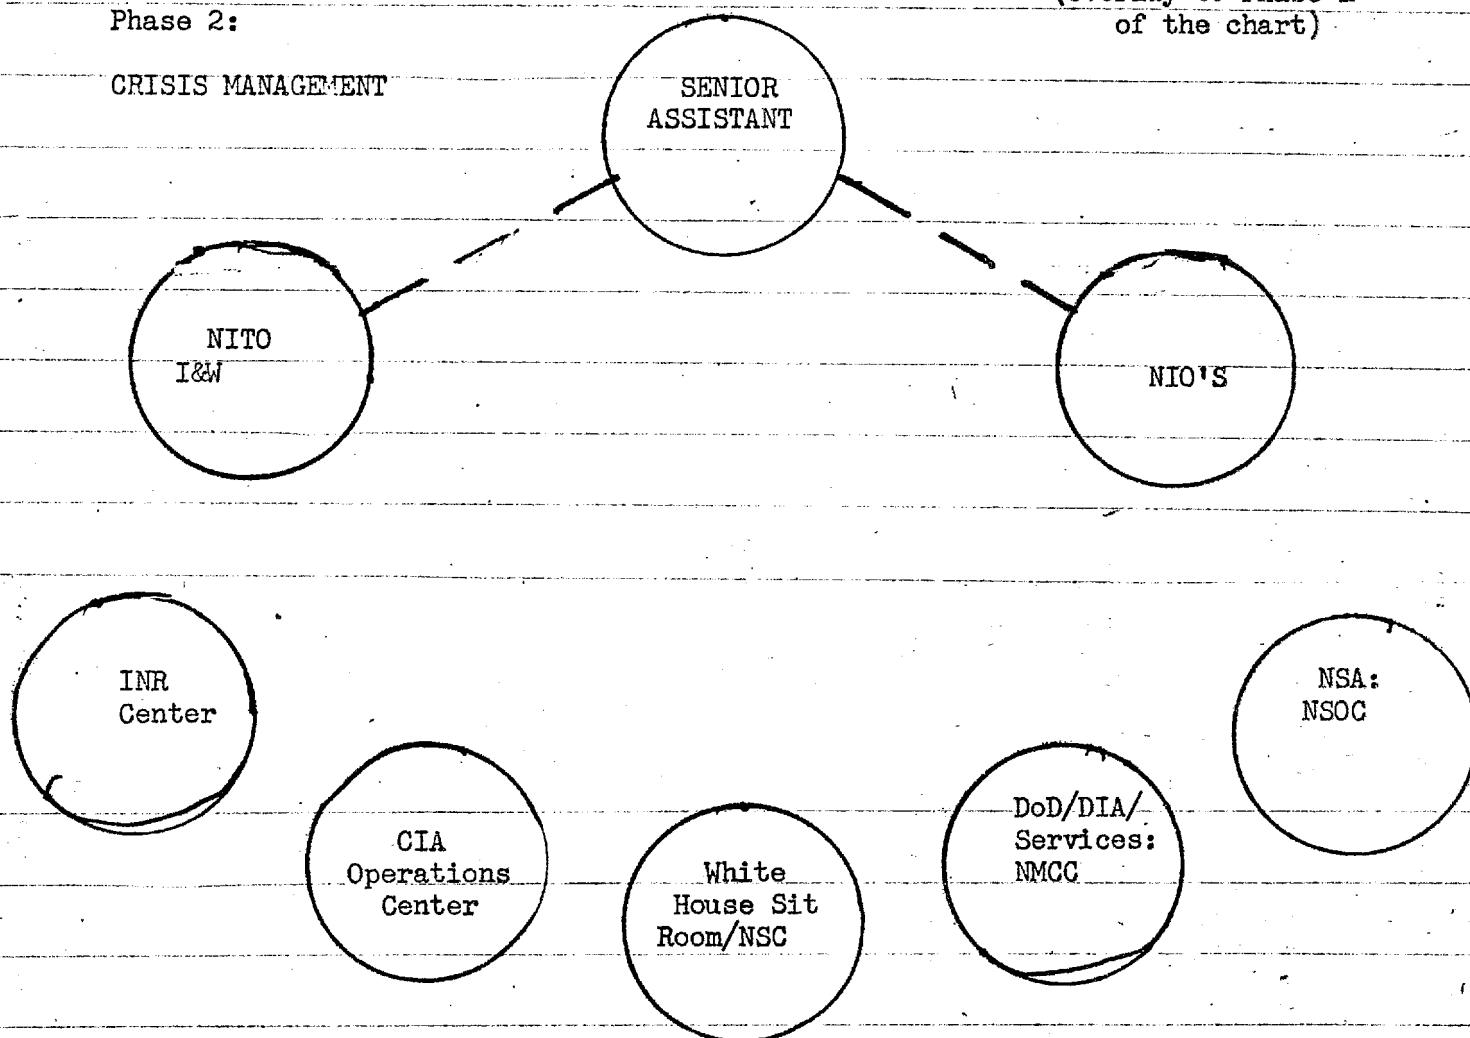 Phase 2:
of the chart)
CRISIS MANAGEMENT
SENIOR
ASSISTANT
NITO
I&W
NIO'S
INR
Center
NSA:
NSOC
CIA
Operations
Center
White
House Sit
Room/NSC
DoD/DIA/
Services:
NMCC